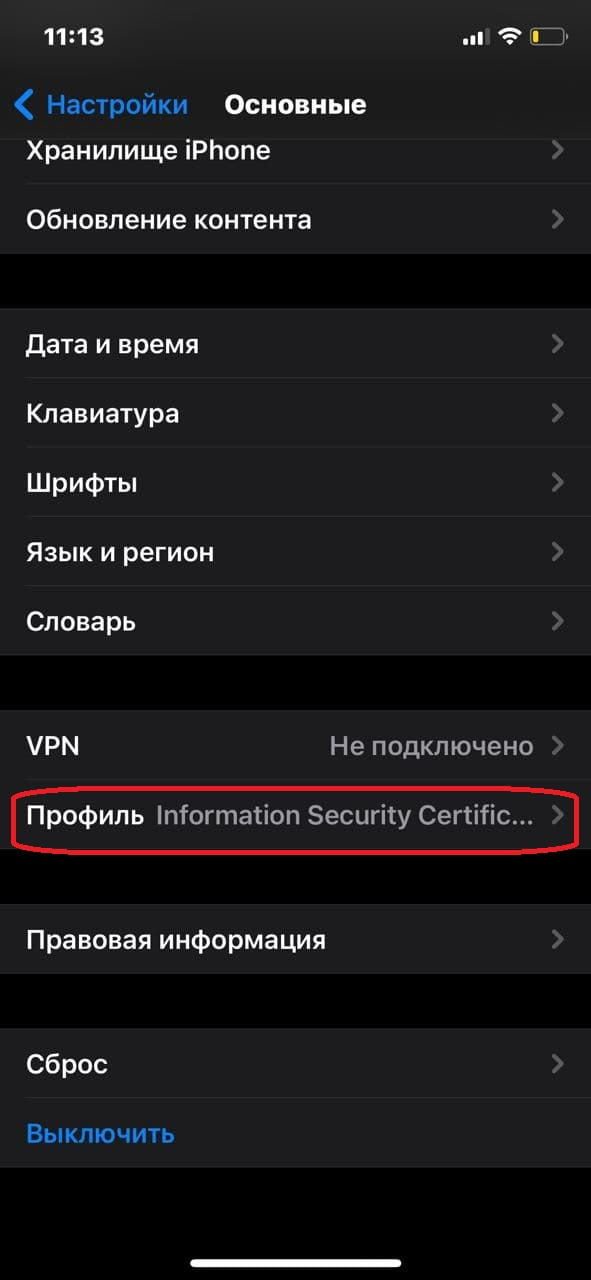 11:13
Настройки Основные
Хранилище iPhone
Обновление контента
Дата и время
Клавиатура
Шрифты
Язык и регион
Словарь
VPN Не подключено
Профиль Information Security Certific...
Правовая информация
Сброс
Выключить